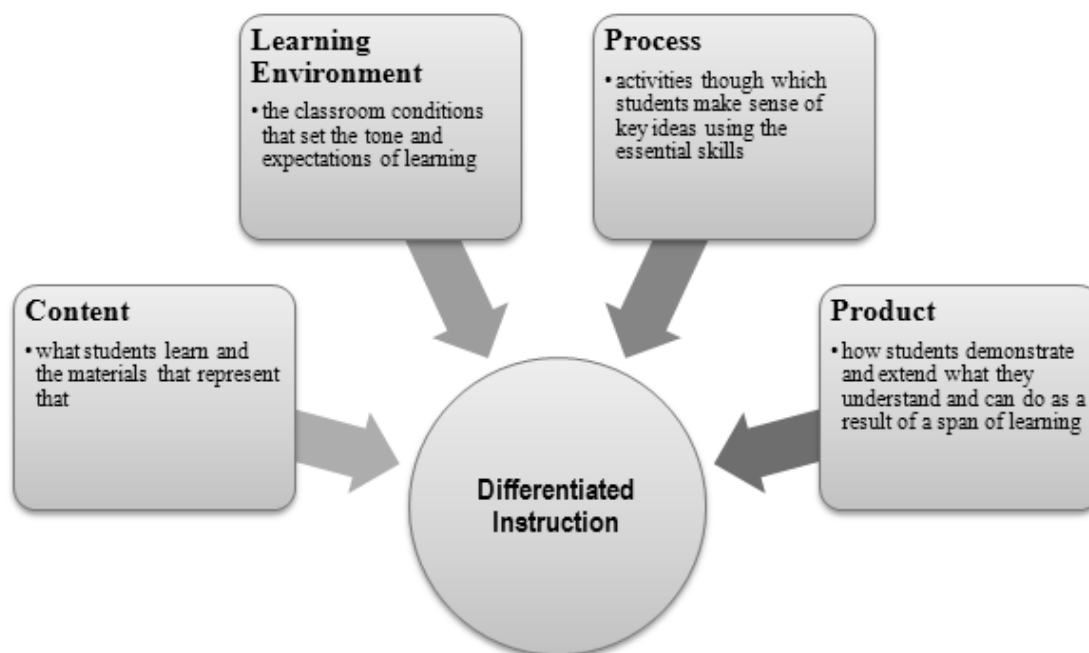 Learning
Environment
• the classroom conditions
that set the tone and
expectations of learning
Process
• activities though which
students make sense of
key ideas using the
essential skills
Content
• what students learn and
the materials that represent
that
Product
• how students demonstrate
and extend what they
understand and can do as a
result of a span of learning
Differentiated
Instruction